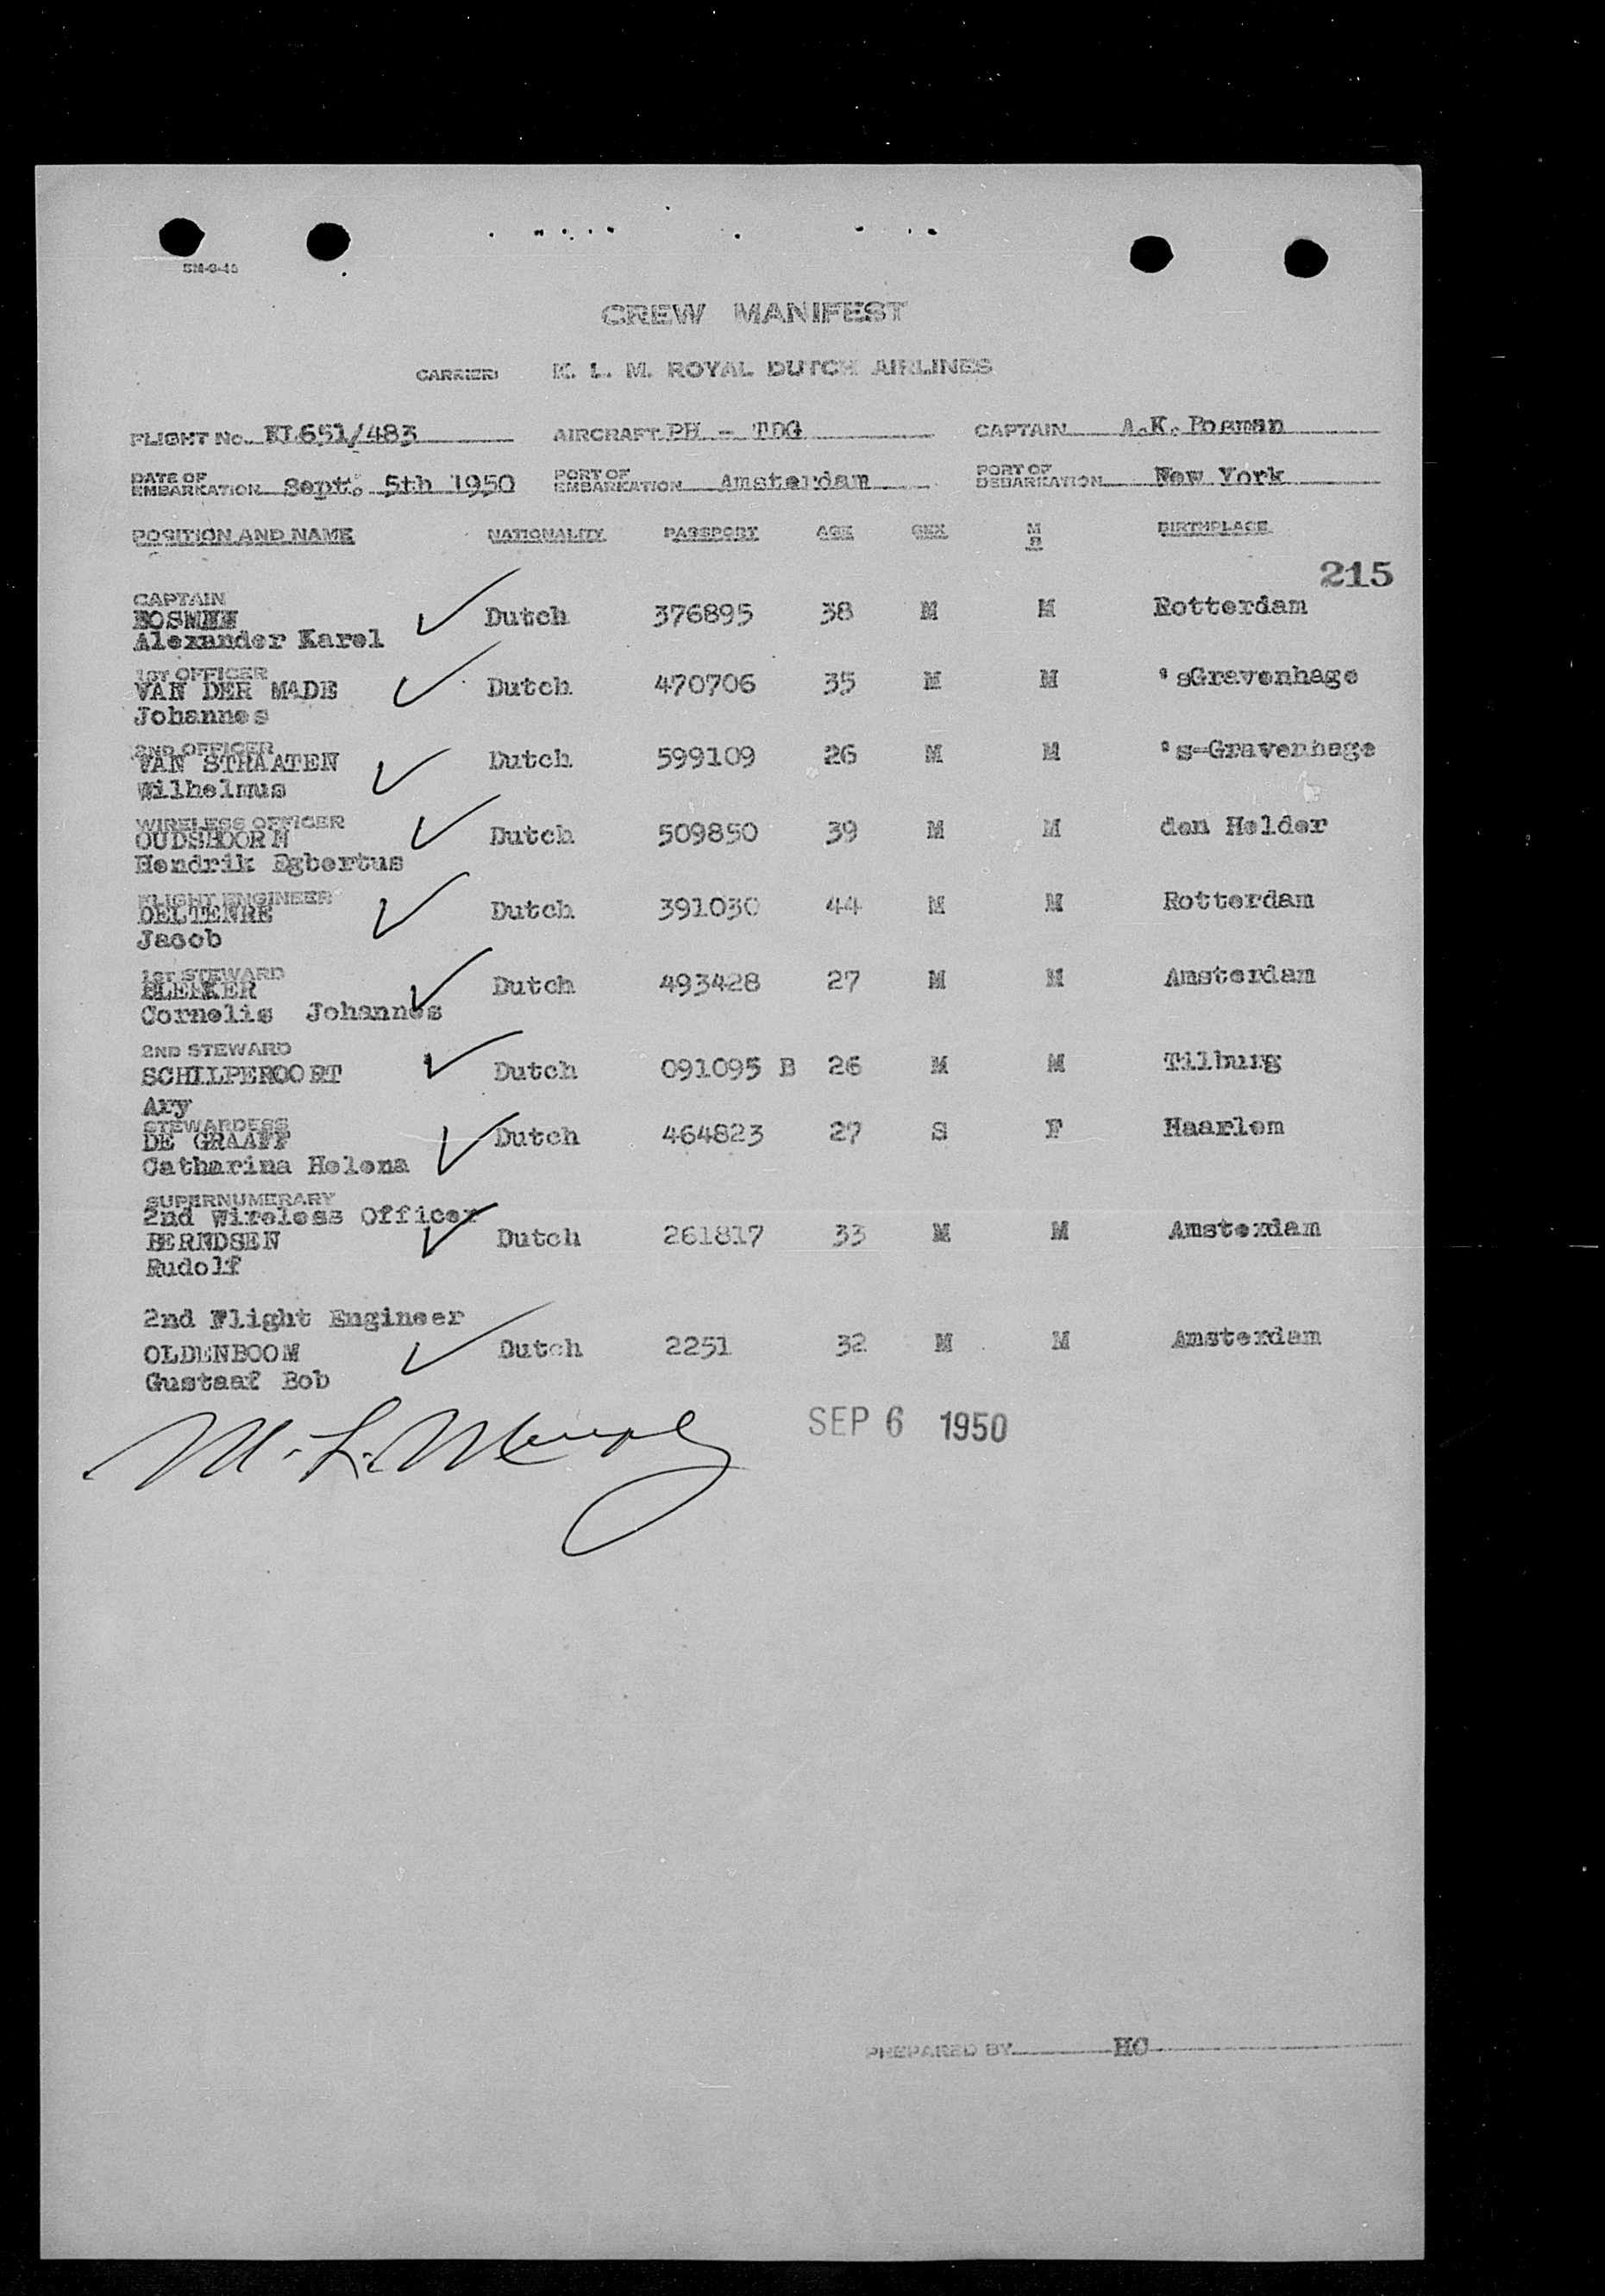 CREW MANIFEST
CARRIER: K. L. M. ROYAL DUTCH AIRLINES
FLIGHT No. KL651/483 AIRCRAFT PH - TDG CAPTAIN A.K. Bosman
DATE OF EMBARKATION Sept. 5th 1950 PORT OF EMBARKATION Amsterdam PORT OF DEBARKATION New York
POSITION AND NAME NATIONALITY PASSPORT AGE SEX M S BIRTHPLACE
215
CAPTAIN
Dutch 376895 38 M M Rotterdam
Alexander Karel
1ST OFFICER
VAN DER MADE Dutch 470706 35 M M 'sGravenhage
Johannes
2ND OFFICER
VAN STRAATEN Dutch 599109 26 M M 's-Gravenhage
Wilhelmus
WIRELESS OFFICER
OUDSHOORN Dutch 509850 39 M M den Helder
Hendrik Egbertus
FLIGHT ENGINEER
DELTENRE Dutch 391030 44 M M Rotterdam
Jacob
1ST STEWARD
BLEEKER Dutch 493428 27 M M Amsterdam
Cornelis Johannes
2ND STEWARD
SCHILPEROORT Dutch 091095 B 26 M M Tilburg
Ary
STEWARDESS
DE GRAAFF Dutch 464823 27 S F Haarlem
Catharina Helena
SUPERNUMERARY
2nd Wireless Officer
BERNDSEN Dutch 261817 33 M M Amsterdam
Rudolf
2nd Flight Engineer
OLDENBOOM Dutch 2251 32 M M Amsterdam
Gustaaf Bob
SEP 6 1950
PREPARED BY HC